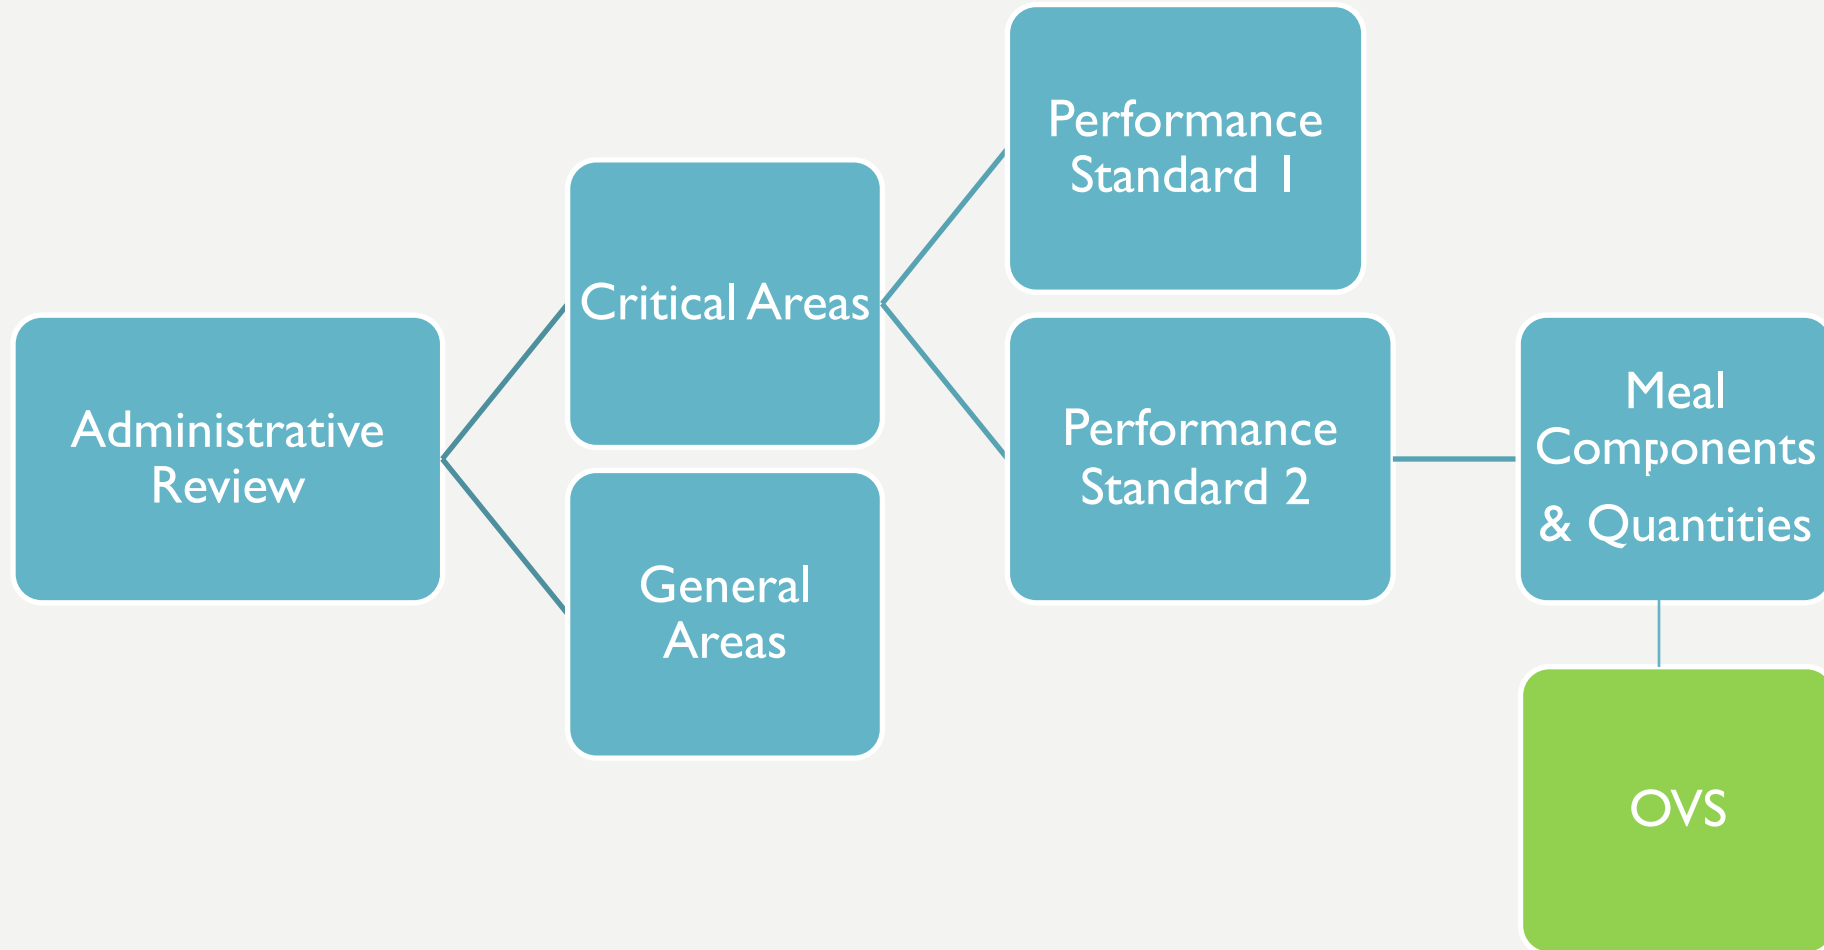 Administrative
Review
Critical Areas
General
Areas
Performance
Standard 1
Performance
Standard 2
Meal
Components
& Quantities
OVS